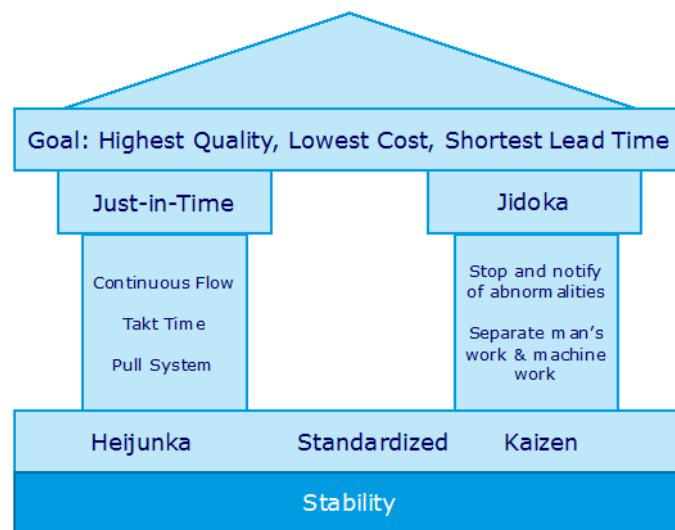 Goal: Highest Quality, Lowest Cost, Shortest Lead Time
Just-in-Time
Continuous Flow
Takt Time
Pull System
Jidoka
Stop and notify
of abnormalities
Separate man's
work & machine
work
Heijunka Standardized Kaizen
Stability